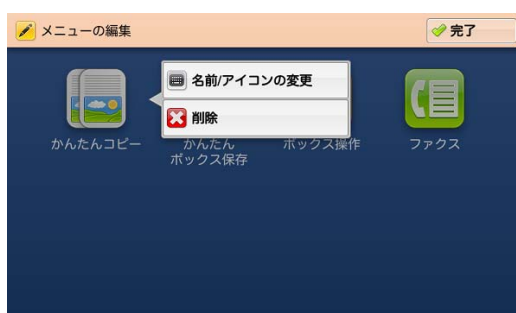 メニューの編集
完了
名前/アイコンの変更
削除
かんたんコピー
かんたん
ボックス保存
ボックス操作
ファクス